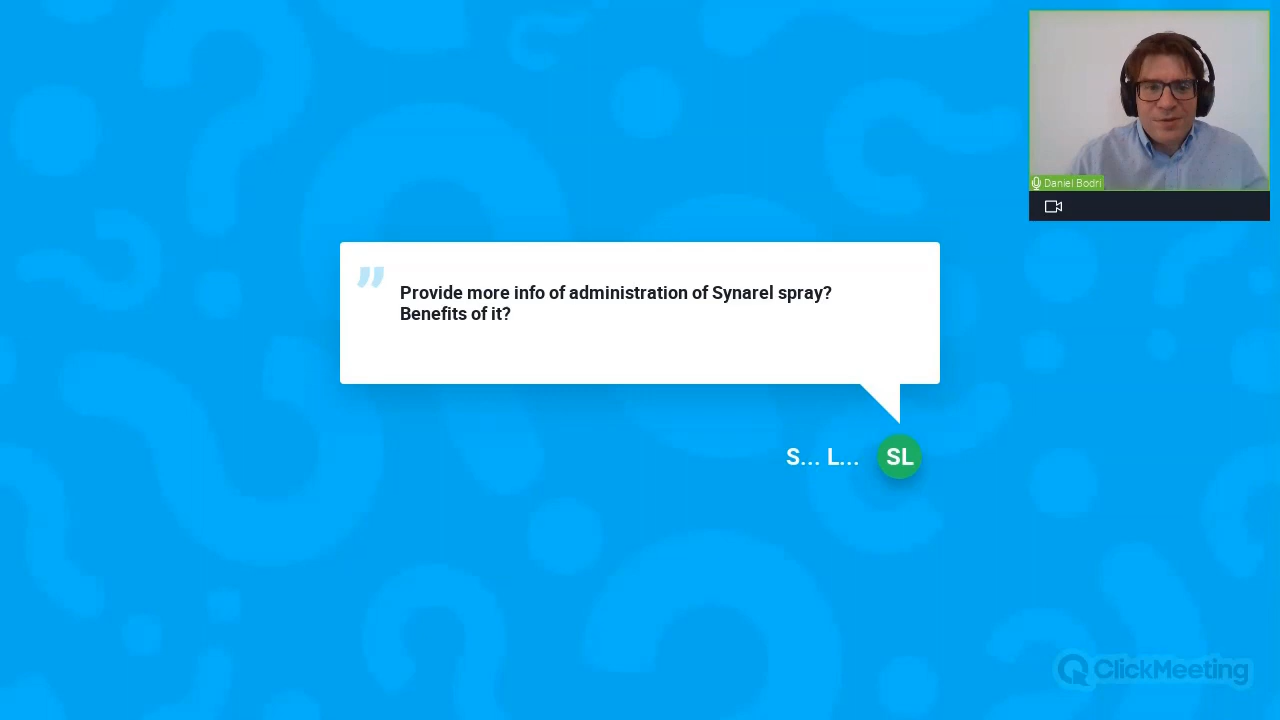 Daniel Bodri
Provide more info of administration of Synarel spray?
Benefits of it?
S... L...
SL
ClickMeeting